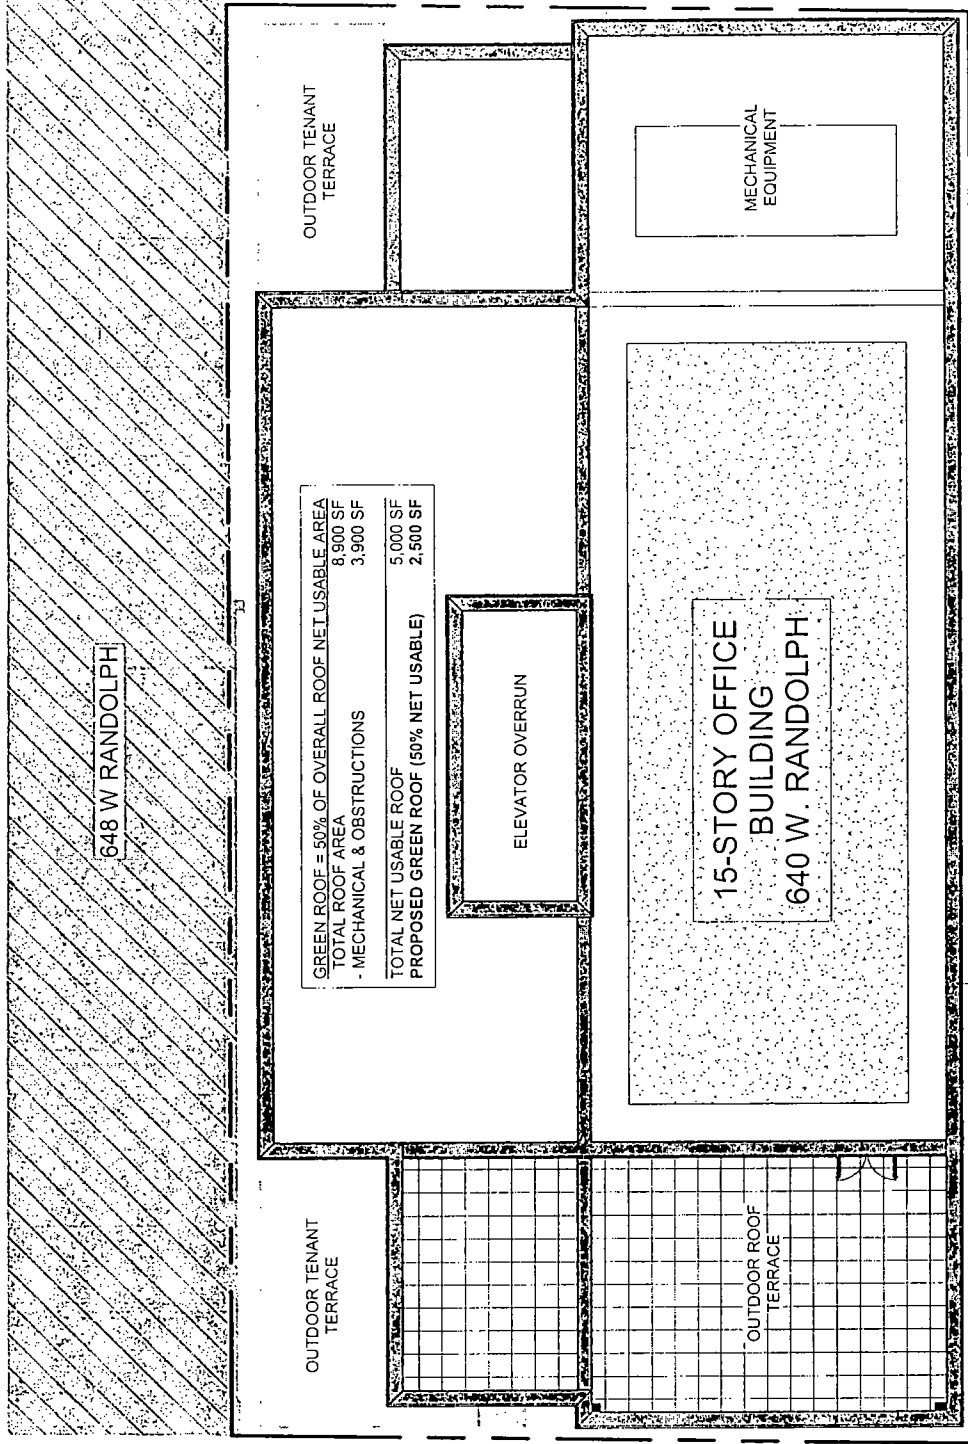 648 W RANDOLPH
OUTDOOR TENANT
TERRACE
OUTDOOR TENANT
TERRACE
GREEN ROOF = 50% OF OVERALL ROOF NET USABLE AREA
TOTAL ROOF AREA 8,900 SF
- MECHANICAL & OBSTRUCTIONS 3,900 SF
TOTAL NET USABLE ROOF 5,000 SF
PROPOSED GREEN ROOF (50% NET USABLE) 2,500 SF
ELEVATOR OVERRUN
OUTDOOR ROOF
TERRACE
15-STORY OFFICE
BUILDING
640 W. RANDOLPH
MECHANICAL
EQUIPMENT